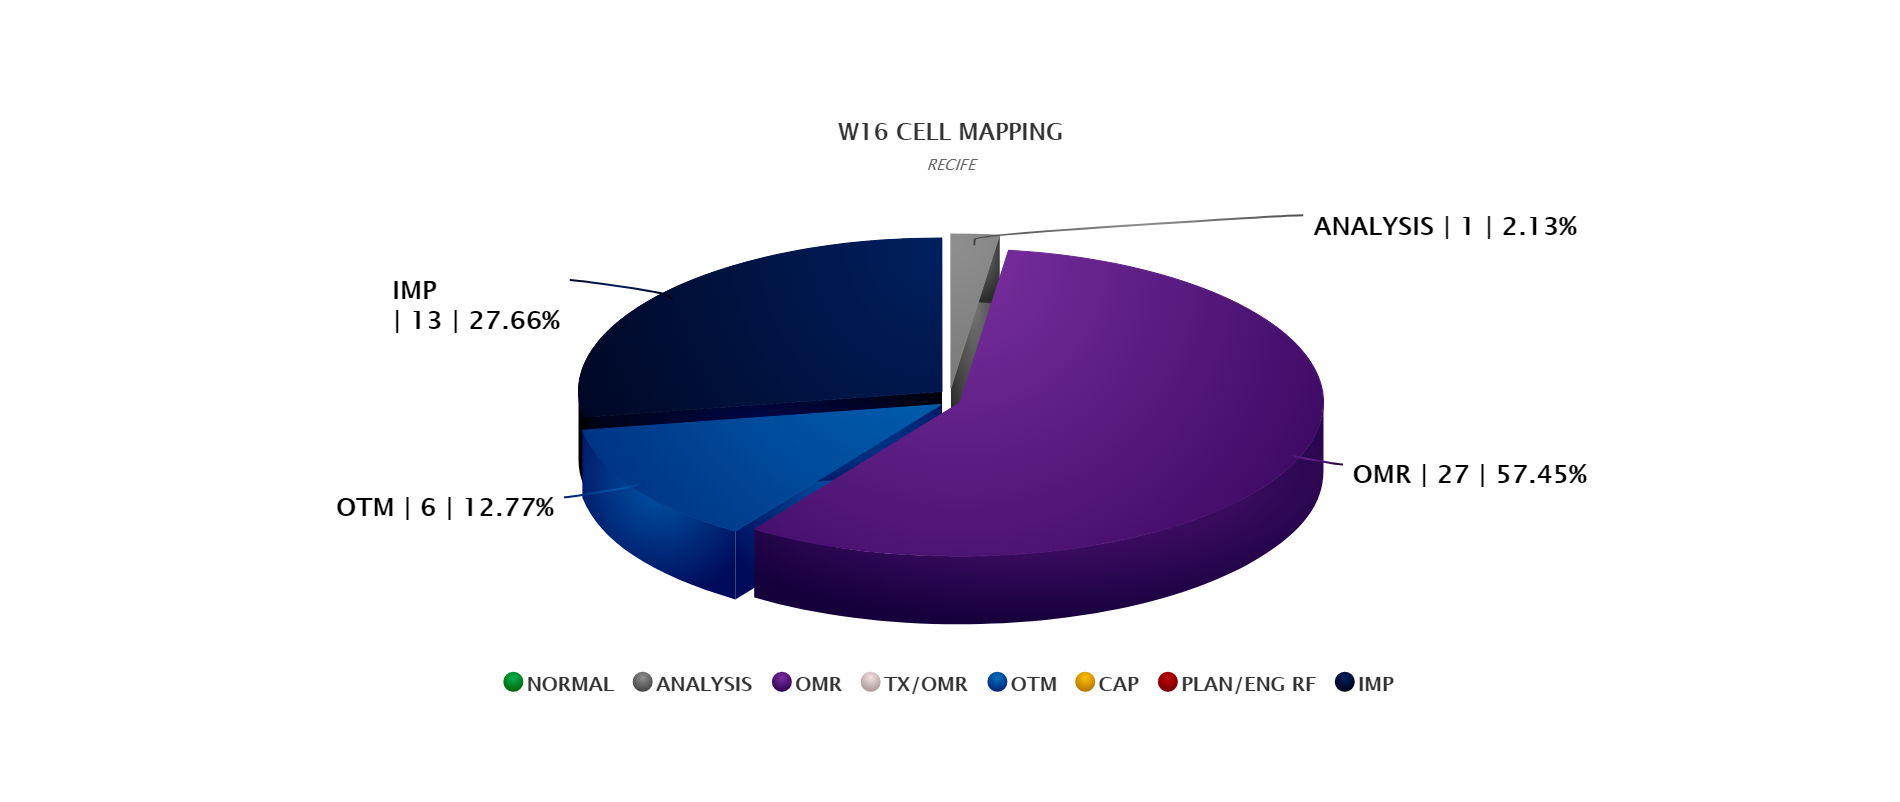 W16 CELL MAPPING
RECIFE
ANALYSIS | 1 | 2.13%
IMP
| 13 | 27.66%
OMR | 27 | 57.45%
OTM | 6 | 12.77%
NORMAL ANALYSIS OMR TX/OMR OTM CAP PLAN/ENG RF IMP